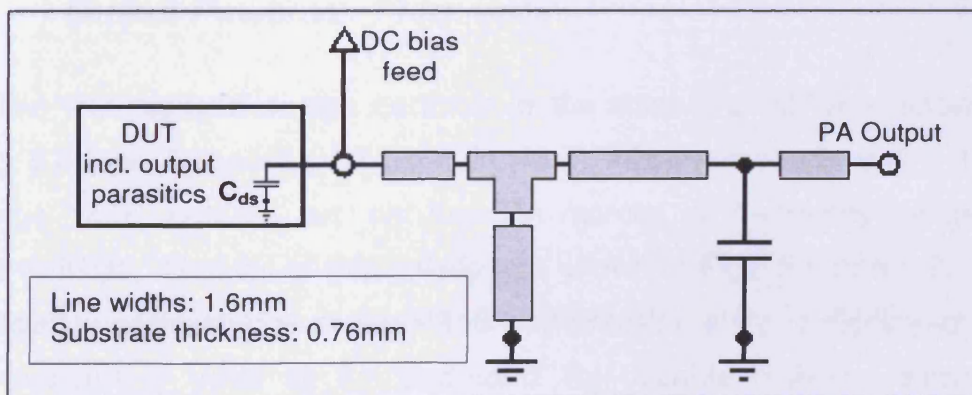 DC bias
feed
DUT
incl. output
parasitics
Cds
PA Output
Line widths: 1.6mm
Substrate thickness: 0.76mm